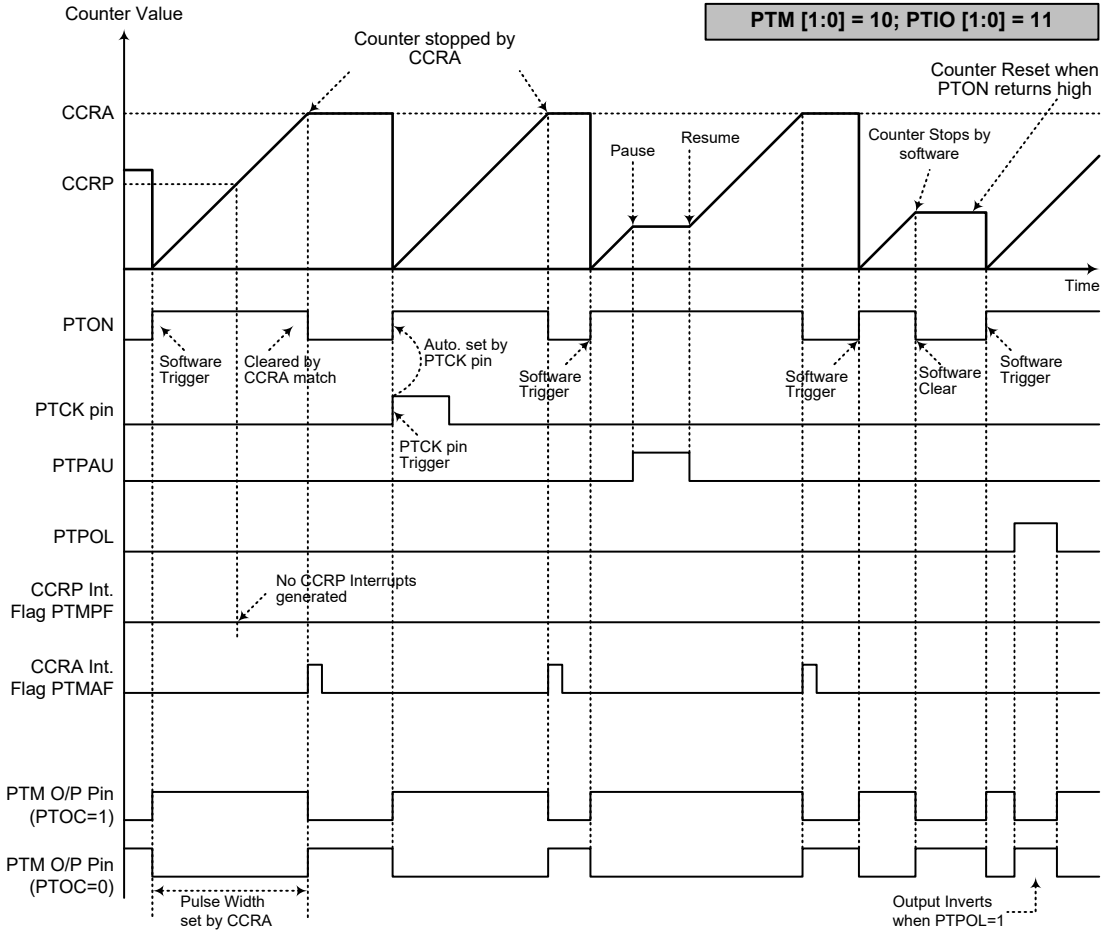 Counter Value
PTM [1:0] = 10; PTIO [1:0] = 11
Counter stopped by
CCRA
Counter Reset when
PTON returns high
CCRA
Pause
Resume
Counter Stops by
software
CCRP
Time
PTON
Software
Trigger
Cleared by
CCRA match
Auto. set by
PTCK pin
Software
Trigger
Software
Trigger
Software
Clear
Software
Trigger
PTCK pin
PTCK pin
Trigger
PTPAU
PTPOL
CCRP Int.
Flag PTMPF
No CCRP Interrupts
generated
CCRA Int.
Flag PTMAF
PTM O/P Pin
(PTOC=1)
PTM O/P Pin
(PTOC=0)
Pulse Width
set by CCRA
Output Inverts
when PTPOL=1